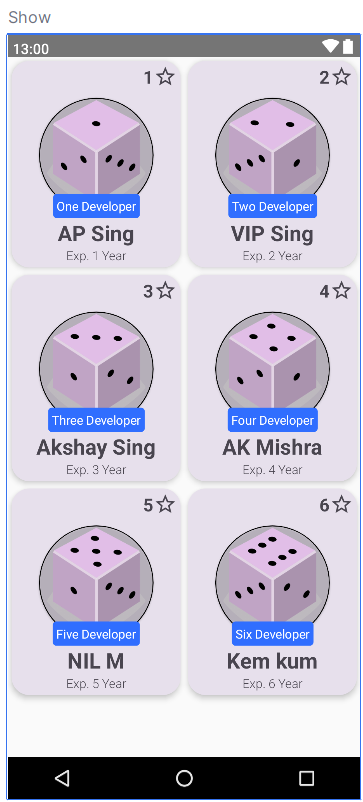 Show
13:00
1
2
One Developer
Two Developer
AP Sing
VIP Sing
Exp. 1 Year
Exp. 2 Year
3
4
Three Developer
Four Developer
Akshay Sing
AK Mishra
Exp. 3 Year
Exp. 4 Year
5
6
Five Developer
Six Developer
NIL M
Kem kum
Exp. 5 Year
Exp. 6 Year